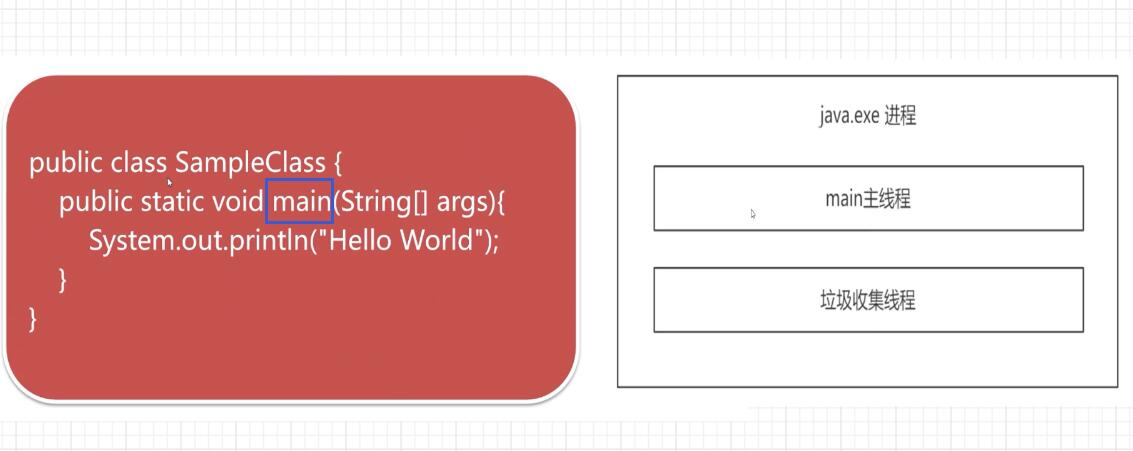 public class SampleClass {
public static void main(String[] args){
System.out.println("Hello World");
}
}
java.exe 进程
main主线程
垃圾收集线程